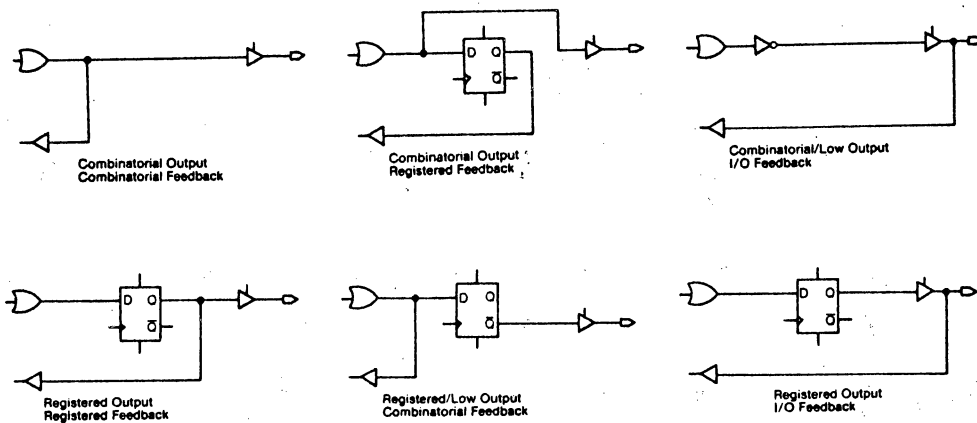 D Q
Q̅
Combinatorial Output
Combinatorial Feedback
Combinatorial Output
Registered Feedback
Combinatorial/Low Output
I/O Feedback
D Q
Q̅
D Q
Q̅
D Q
Q̅
Registered Output
Registered Feedback
Registered/Low Output
Combinatorial Feedback
Registered Output
I/O Feedback